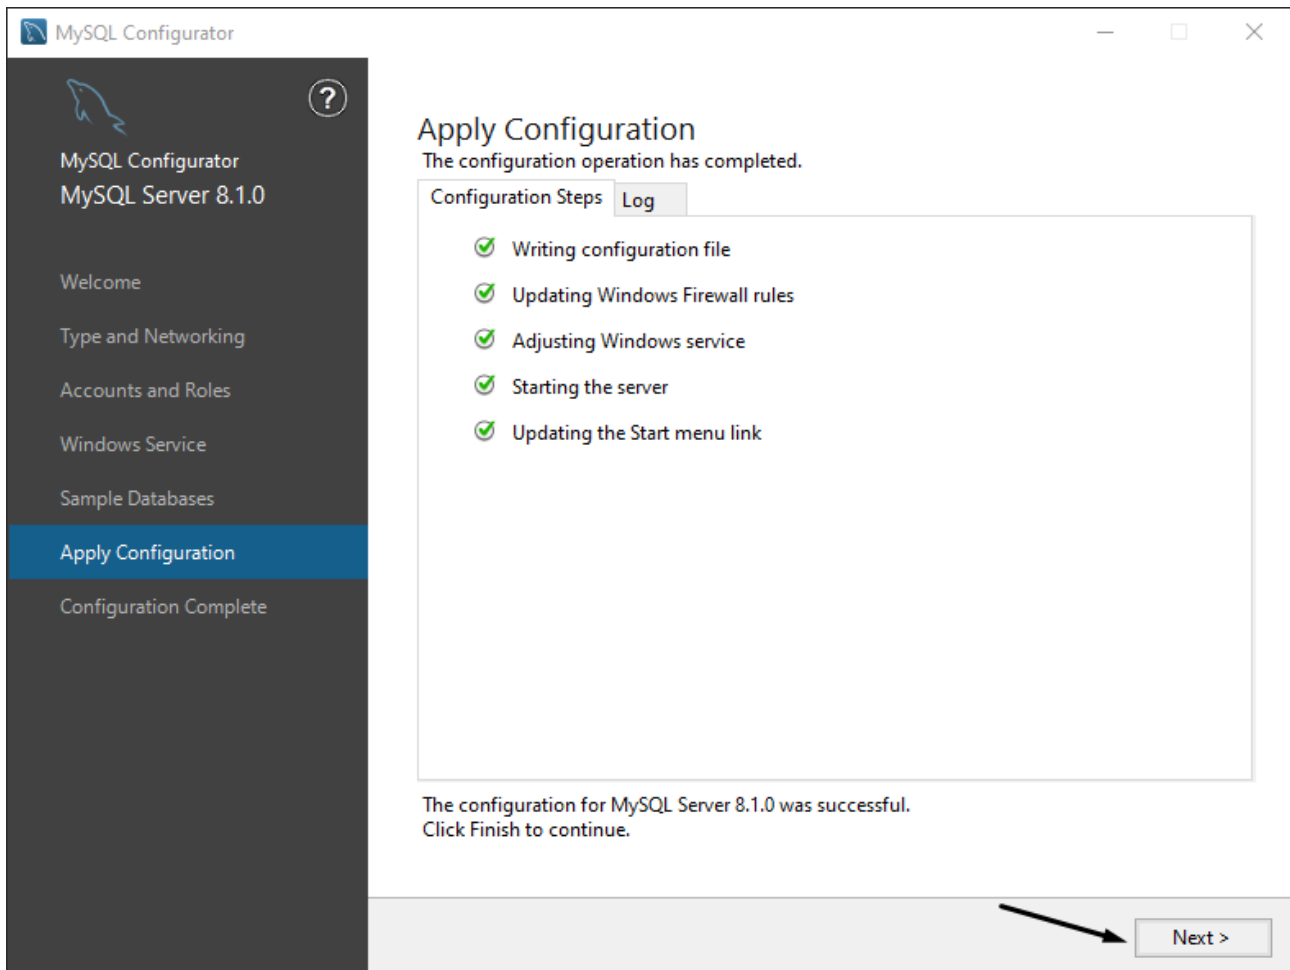 MySQL Configurator
?
MySQL Configurator
MySQL Server 8.1.0
Welcome
Type and Networking
Accounts and Roles
Windows Service
Sample Databases
Apply Configuration
Configuration Complete
Apply Configuration
The configuration operation has completed.
Configuration Steps
Log
Writing configuration file
Updating Windows Firewall rules
Adjusting Windows service
Starting the server
Updating the Start menu link
The configuration for MySQL Server 8.1.0 was successful.
Click Finish to continue.
Next >